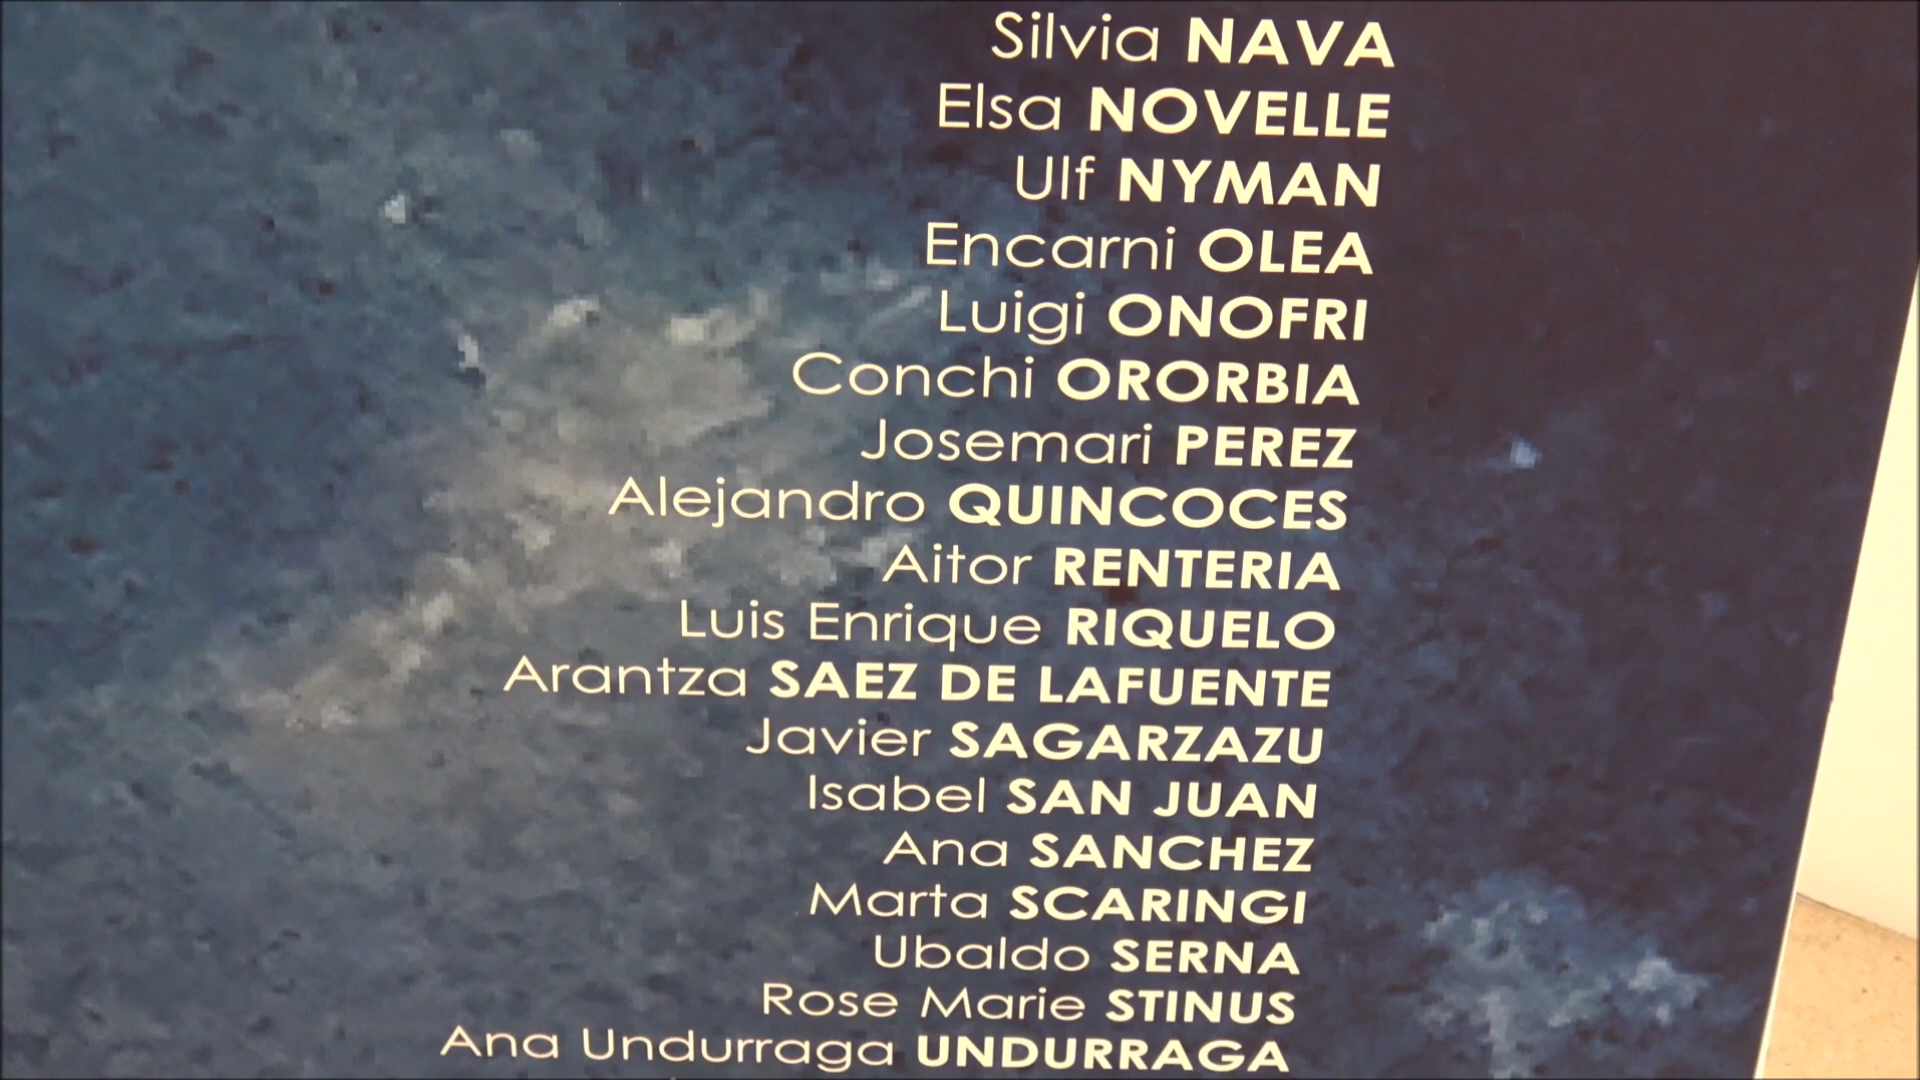 Silvia NAVA
Elsa NOVELLE
Ulf NYMAN
Encarni OLEA
Luigi ONOFRI
Conchi ORORBIA
Josemari PEREZ
Alejandro QUINCOCES
Aitor RENTERIA
Luis Enrique RIQUELO
Arantza SAEZ DE LAFUENTE
Javier SAGARZAZU
Isabel SAN JUAN
Ana SANCHEZ
Marta SCARINGI
Ubaldo SERNA
Rose Marie STINUS
Ana Undurraga UNDURRAGA